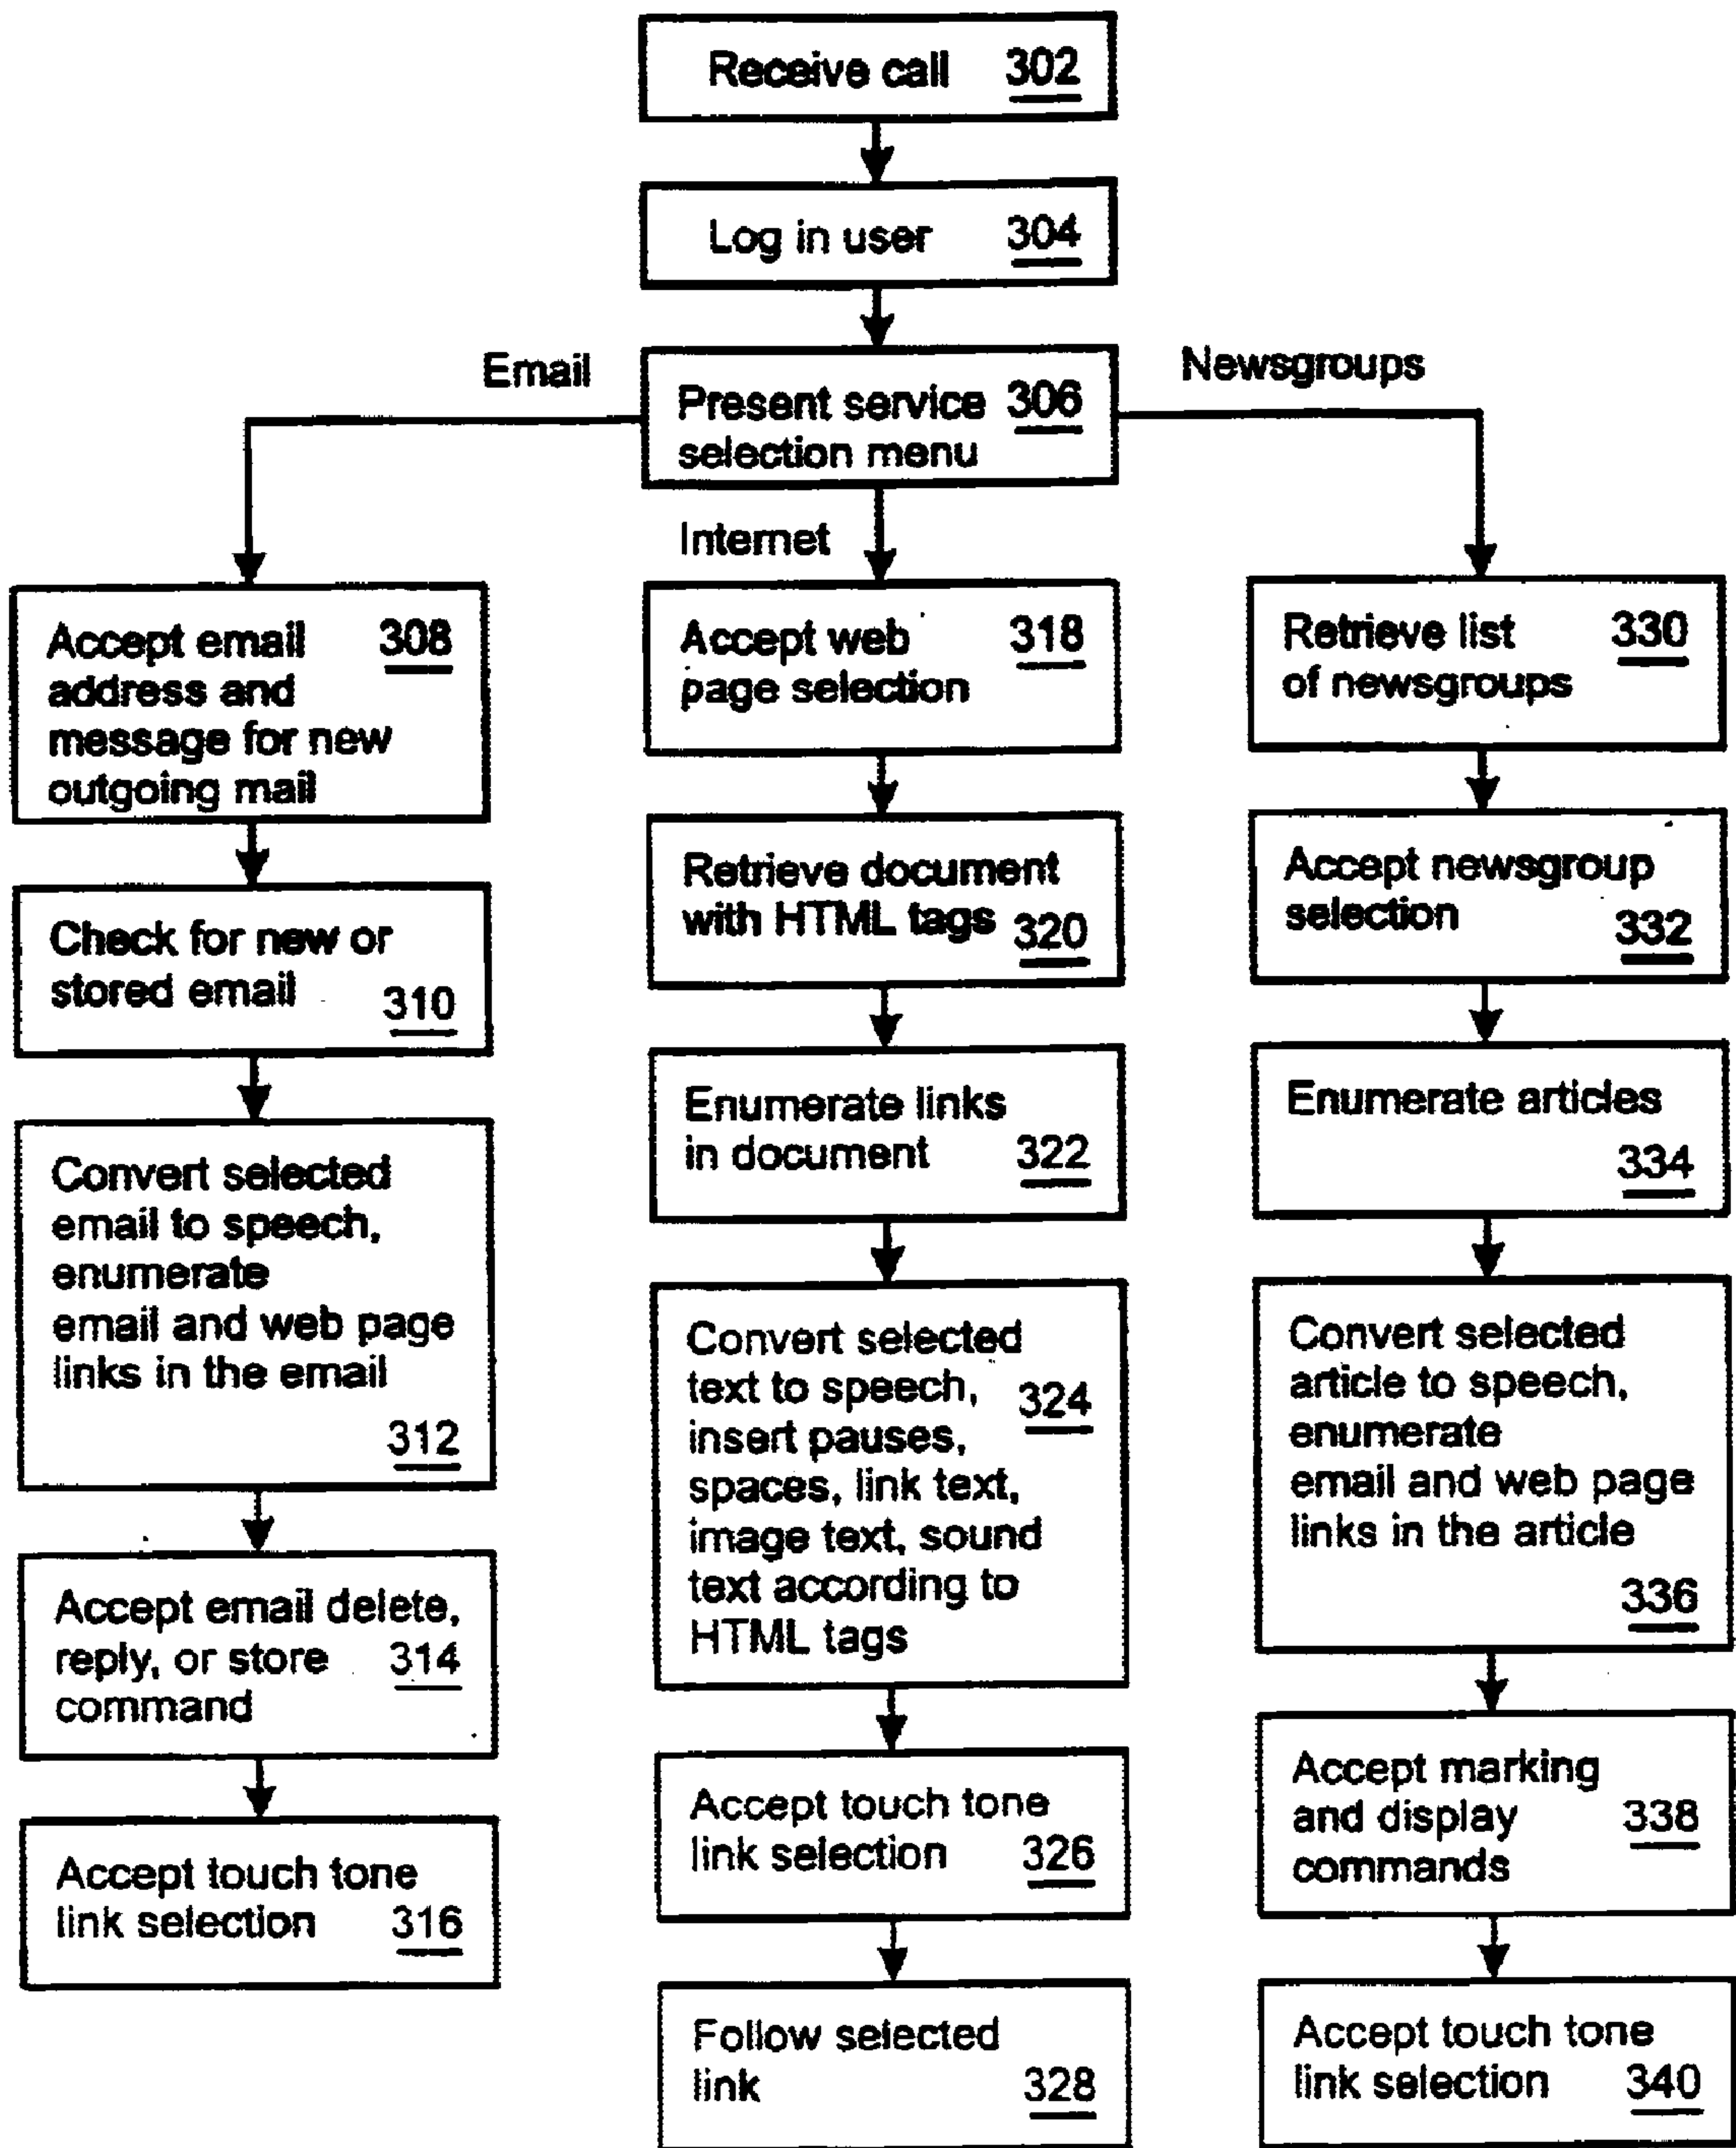 Receive call 302
Log in user 304
Email
Newsgroups
Present service 306
selection menu
Internet
Accept email 308
address and
message for new
outgoing mail
Check for new or
stored email 310
Convert selected
email to speech,
enumerate
email and web page
links in the email
312
Accept email delete,
reply, or store 314
command
Accept touch tone
link selection 316
Accept web 318
page selection
Retrieve document
with HTML tags 320
Enumerate links
in document 322
Convert selected
text to speech, 324
insert pauses,
spaces, link text,
image text, sound
text according to
HTML tags
Accept touch tone
link selection 326
Follow selected
link 328
Retrieve list 330
of newsgroups
Accept newsgroup
selection 332
Enumerate articles
334
Convert selected
article to speech,
enumerate
email and web page
links in the article
336
Accept marking
and display 338
commands
Accept touch tone
link selection 340